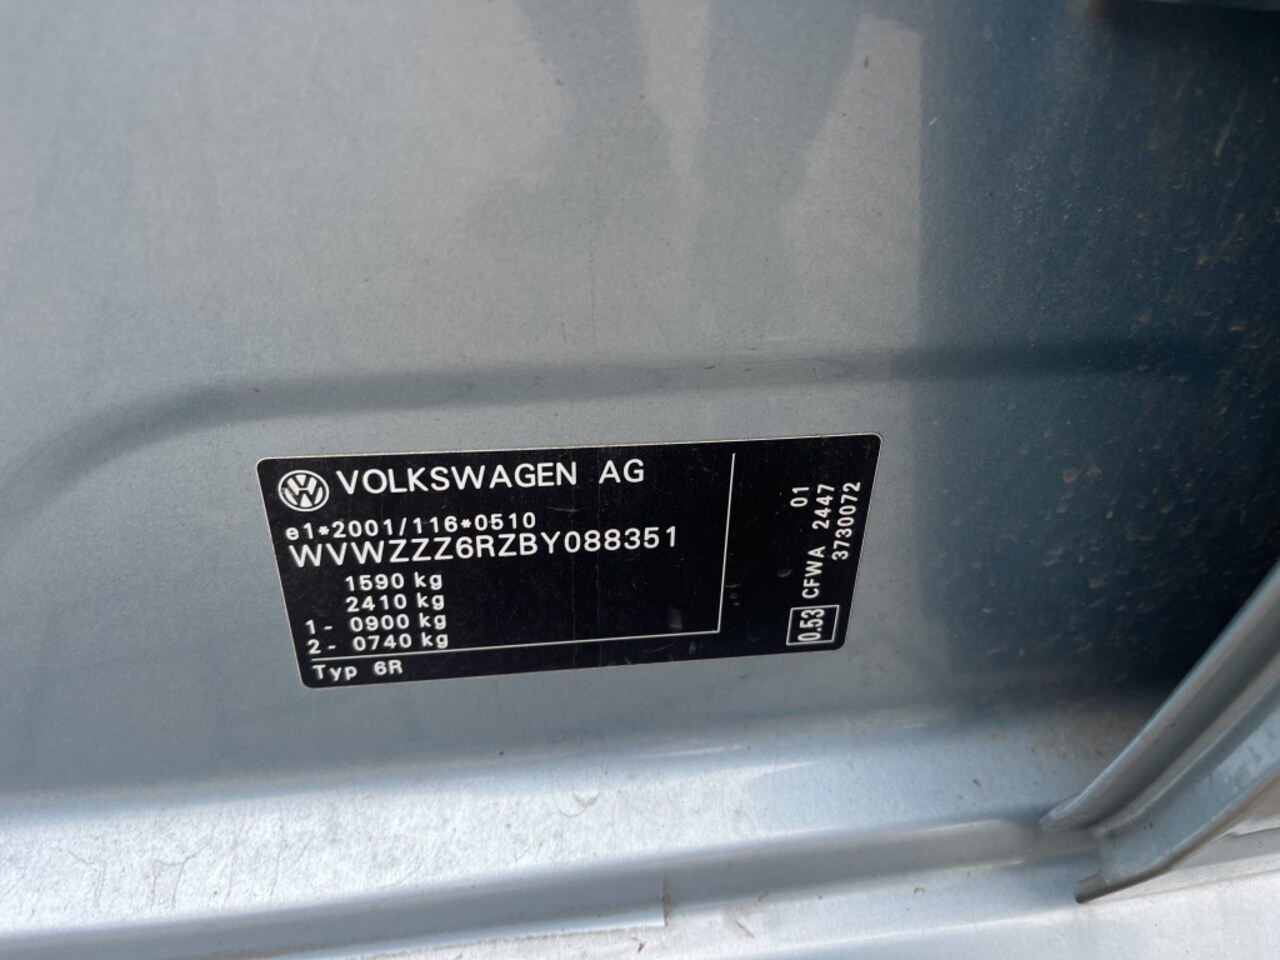 VOLKSWAGEN AG
e1*2001/116*0510
WVWZZZ6RZBY088351
1590 kg
2410 kg
1- 0900 kg
2- 0740 kg
Typ 6R
01
CFWA 2447
3730072
0.53